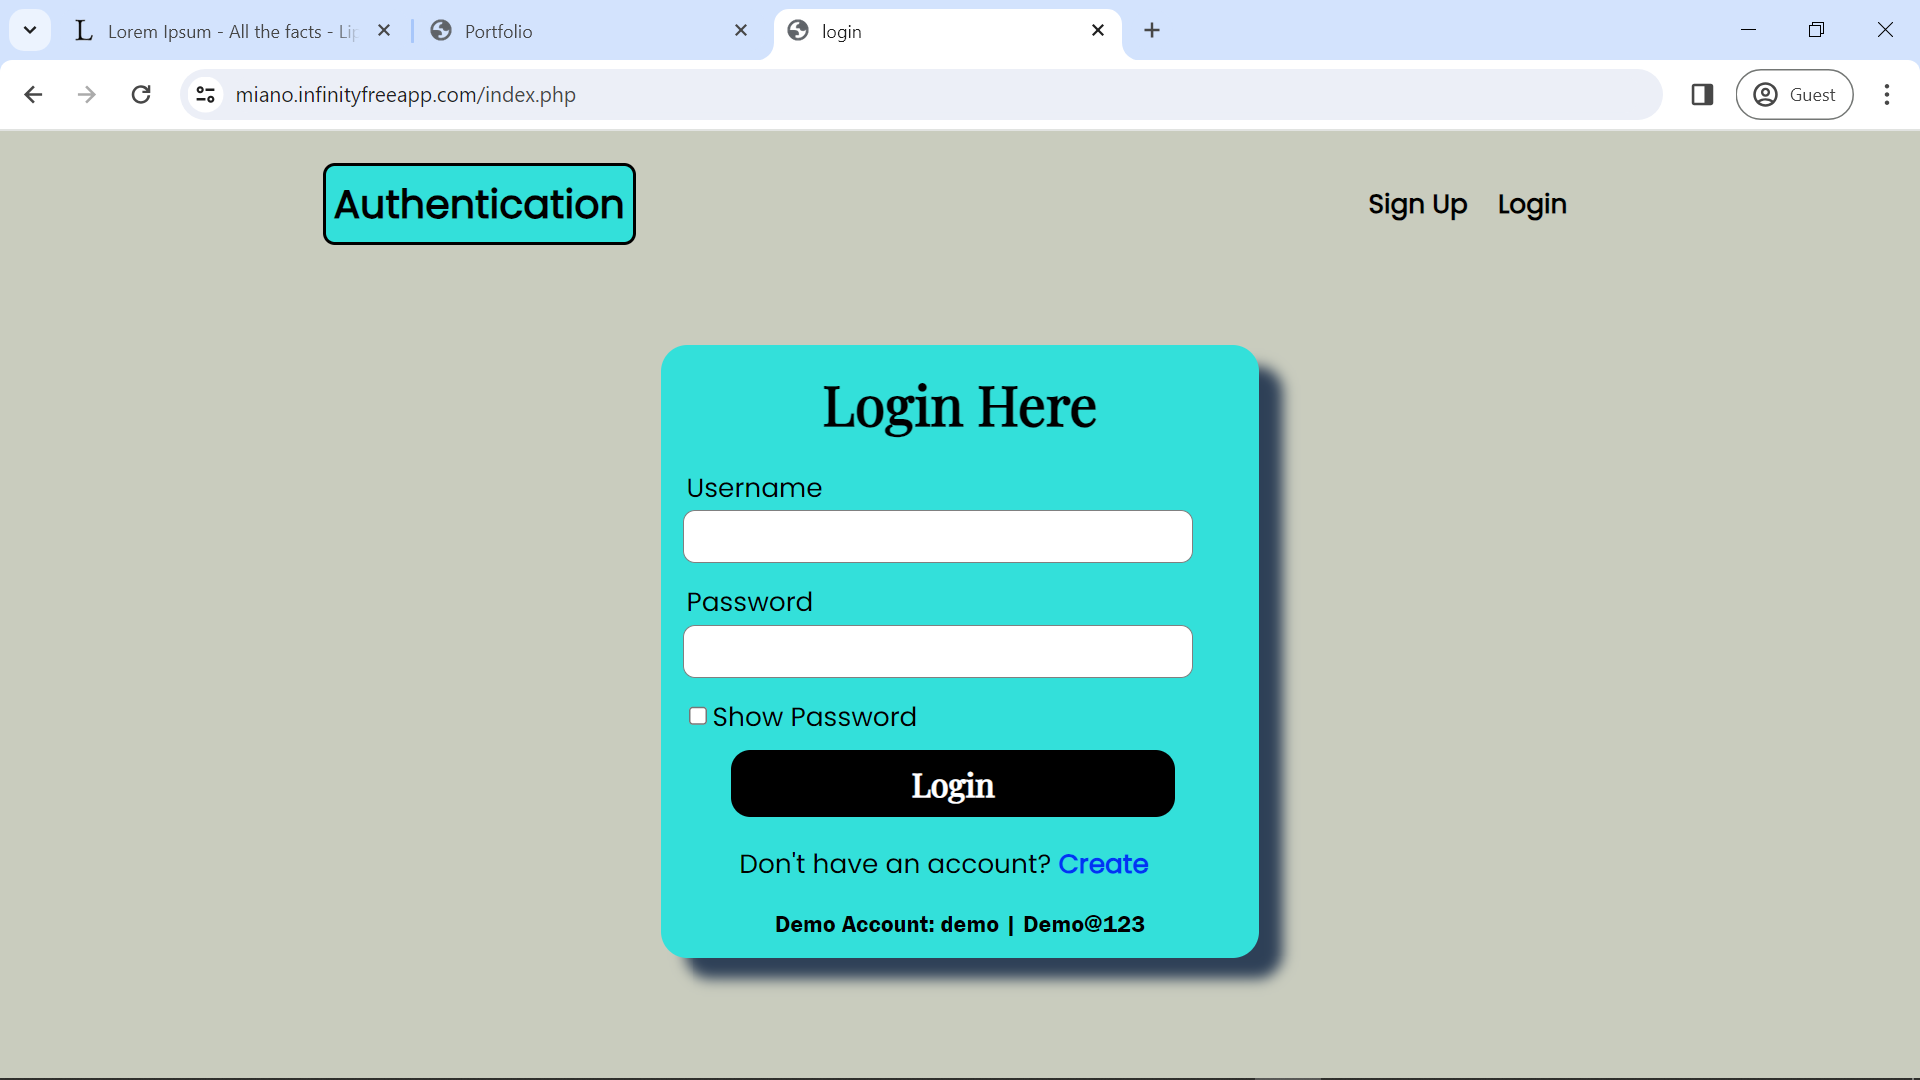 Lorem Ipsum - All the facts - Lip
Portfolio
login
miano.infinityfreeapp.com/index.php
Guest
Authentication
Sign Up
Login
Login Here
Username
Password
Show Password
Login
Don't have an account? Create
Demo Account: demo | Demo@123